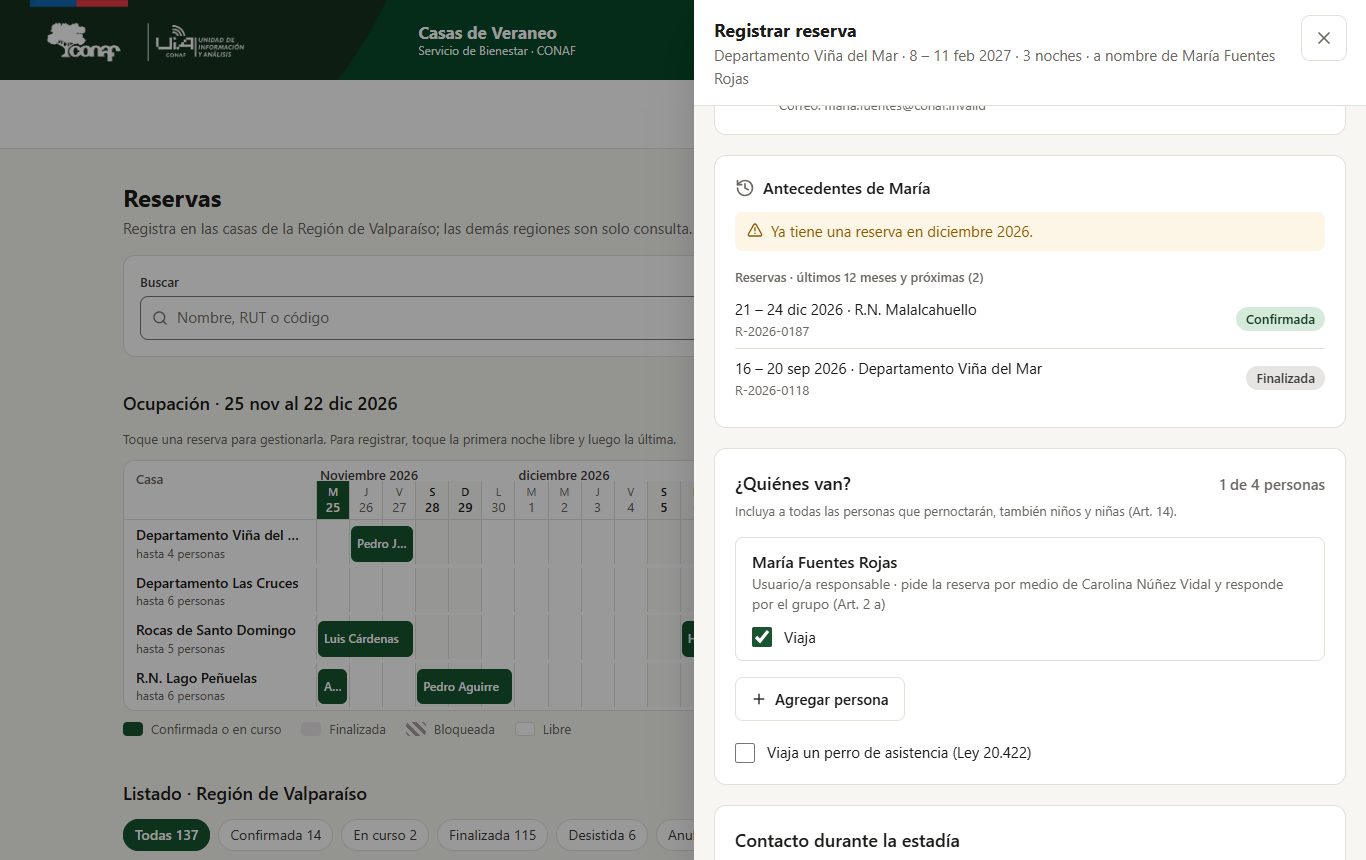 conaf
UiA
CONAF
UNIDAD DE
INFORMACIÓN
Y ANÁLISIS
Casas de Veraneo
Servicio de Bienestar · CONAF
Reservas
Registra en las casas de la Región de Valparaíso; las demás regiones son solo consulta.
Buscar
Nombre, RUT o código
Ocupación · 25 nov al 22 dic 2026
Toque una reserva para gestionarla. Para registrar, toque la primera noche libre y luego la última.
Casa
Noviembre 2026
diciembre 2026
M J V S D L M M J V S
25 26 27 28 29 30 1 2 3 4 5
Departamento Viña del ...
hasta 4 personas
Pedro J...
Departamento Las Cruces
hasta 6 personas
Rocas de Santo Domingo
hasta 5 personas
Luis Cárdenas
H
R.N. Lago Peñuelas
hasta 6 personas
A...
Pedro Aguirre
Confirmada o en curso
Finalizada
Bloqueada
Libre
Listado · Región de Valparaíso
Todas 137
Confirmada 14
En curso 2
Finalizada 115
Desistida 6
Anu
Registrar reserva
Departamento Viña del Mar · 8 – 11 feb 2027 · 3 noches · a nombre de María Fuentes
Rojas
Correo: maria.fuentes@conaf.invalid
Antecedentes de María
Ya tiene una reserva en diciembre 2026.
Reservas · últimos 12 meses y próximas (2)
21 – 24 dic 2026 · R.N. Malalcahuello
R-2026-0187
Confirmada
16 – 20 sep 2026 · Departamento Viña del Mar
R-2026-0118
Finalizada
¿Quiénes van?
1 de 4 personas
Incluya a todas las personas que pernoctarán, también niños y niñas (Art. 14).
María Fuentes Rojas
Usuario/a responsable · pide la reserva por medio de Carolina Núñez Vidal y responde
por el grupo (Art. 2 a)
Viaja
+ Agregar persona
Viaja un perro de asistencia (Ley 20.422)
Contacto durante la estadía